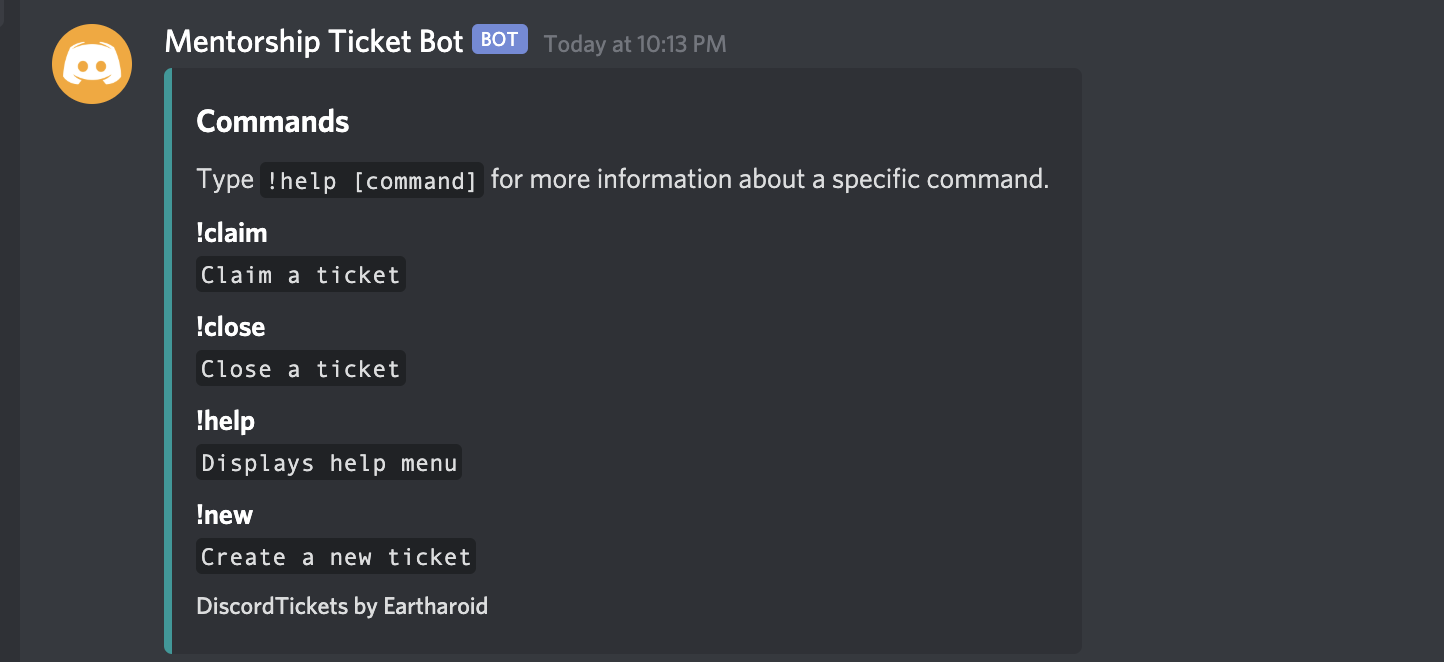 Mentorship Ticket Bot BOT Today at 10:13 PM
Commands
Type !help [command] for more information about a specific command.
!claim
Claim a ticket
!close
Close a ticket
!help
Displays help menu
!new
Create a new ticket
DiscordTickets by Eartharoid